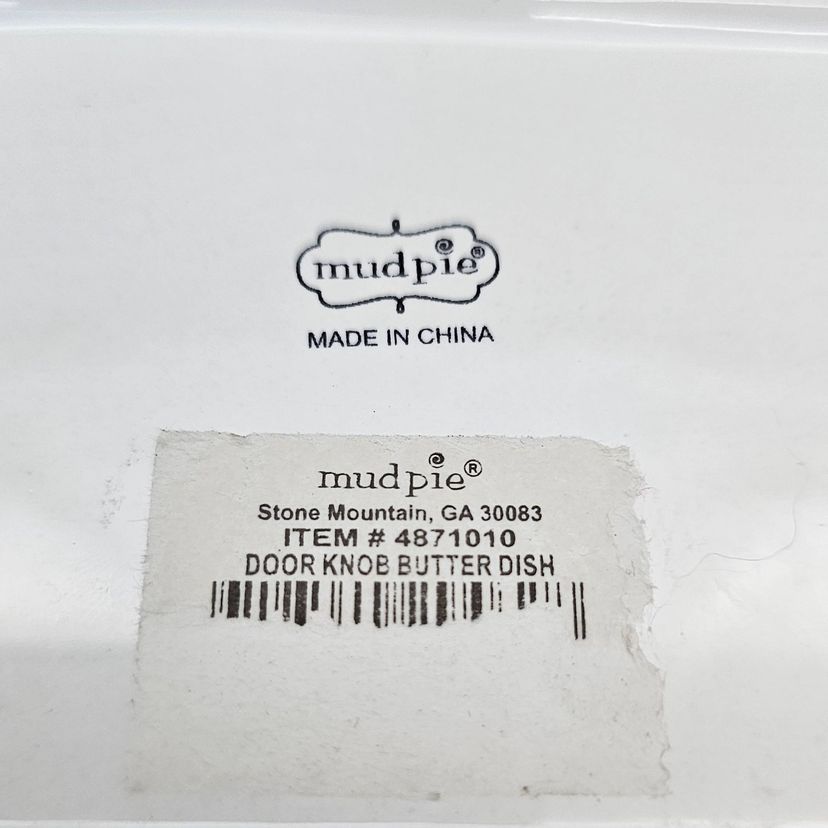 mudpie®
MADE IN CHINA
mudpie®
Stone Mountain, GA 30083
ITEM # 4871010
DOOR KNOB BUTTER DISH